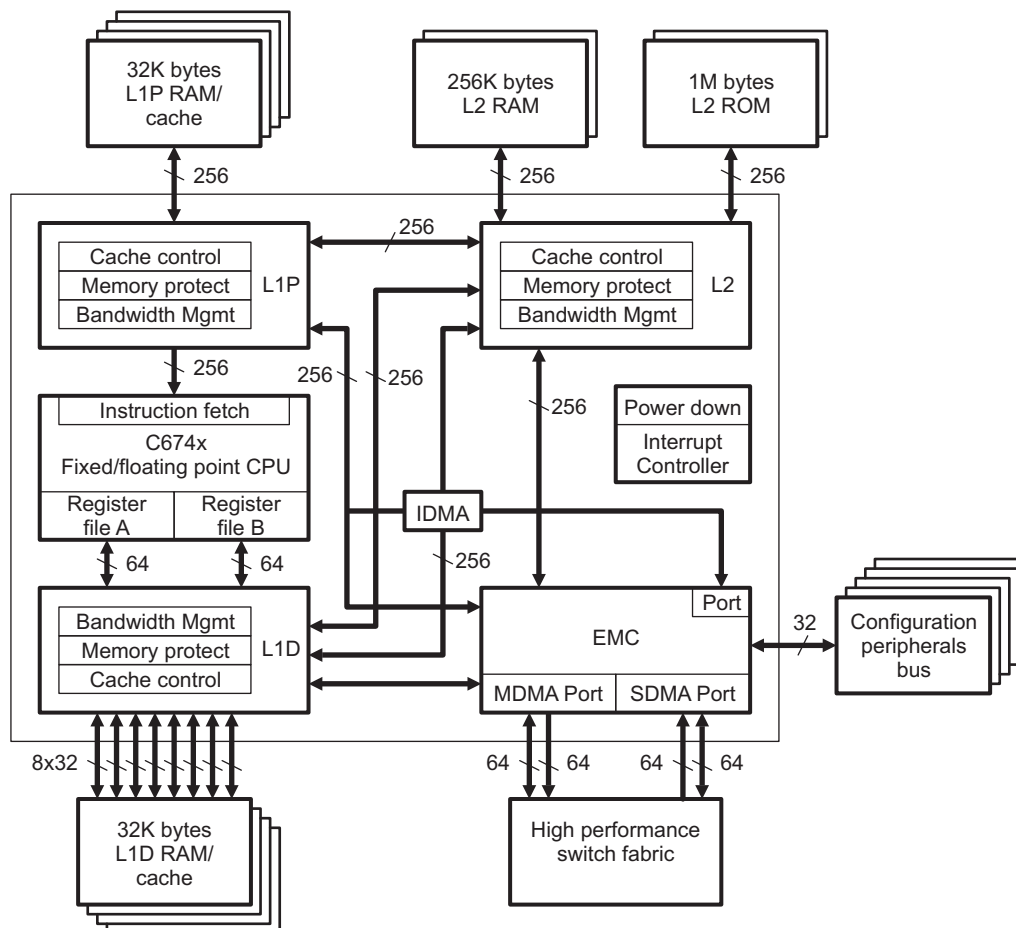 32K bytes
L1P RAM/
cache
256K bytes
L2 RAM
1M bytes
L2 ROM
256
256
256
Cache control
Memory protect
Bandwidth Mgmt
L1P
256
Cache control
Memory protect
Bandwidth Mgmt
L2
256
256
256
256
Instruction fetch
C674x
Fixed/floating point CPU
Register
file A
Register
file B
Power down
Interrupt
Controller
IDMA
64
64
256
Bandwidth Mgmt
Memory protect
Cache control
L1D
Port
EMC
MDMA Port
SDMA Port
32
Configuration
peripherals
bus
8x32
64
64
64
64
32K bytes
L1D RAM/
cache
High performance
switch fabric